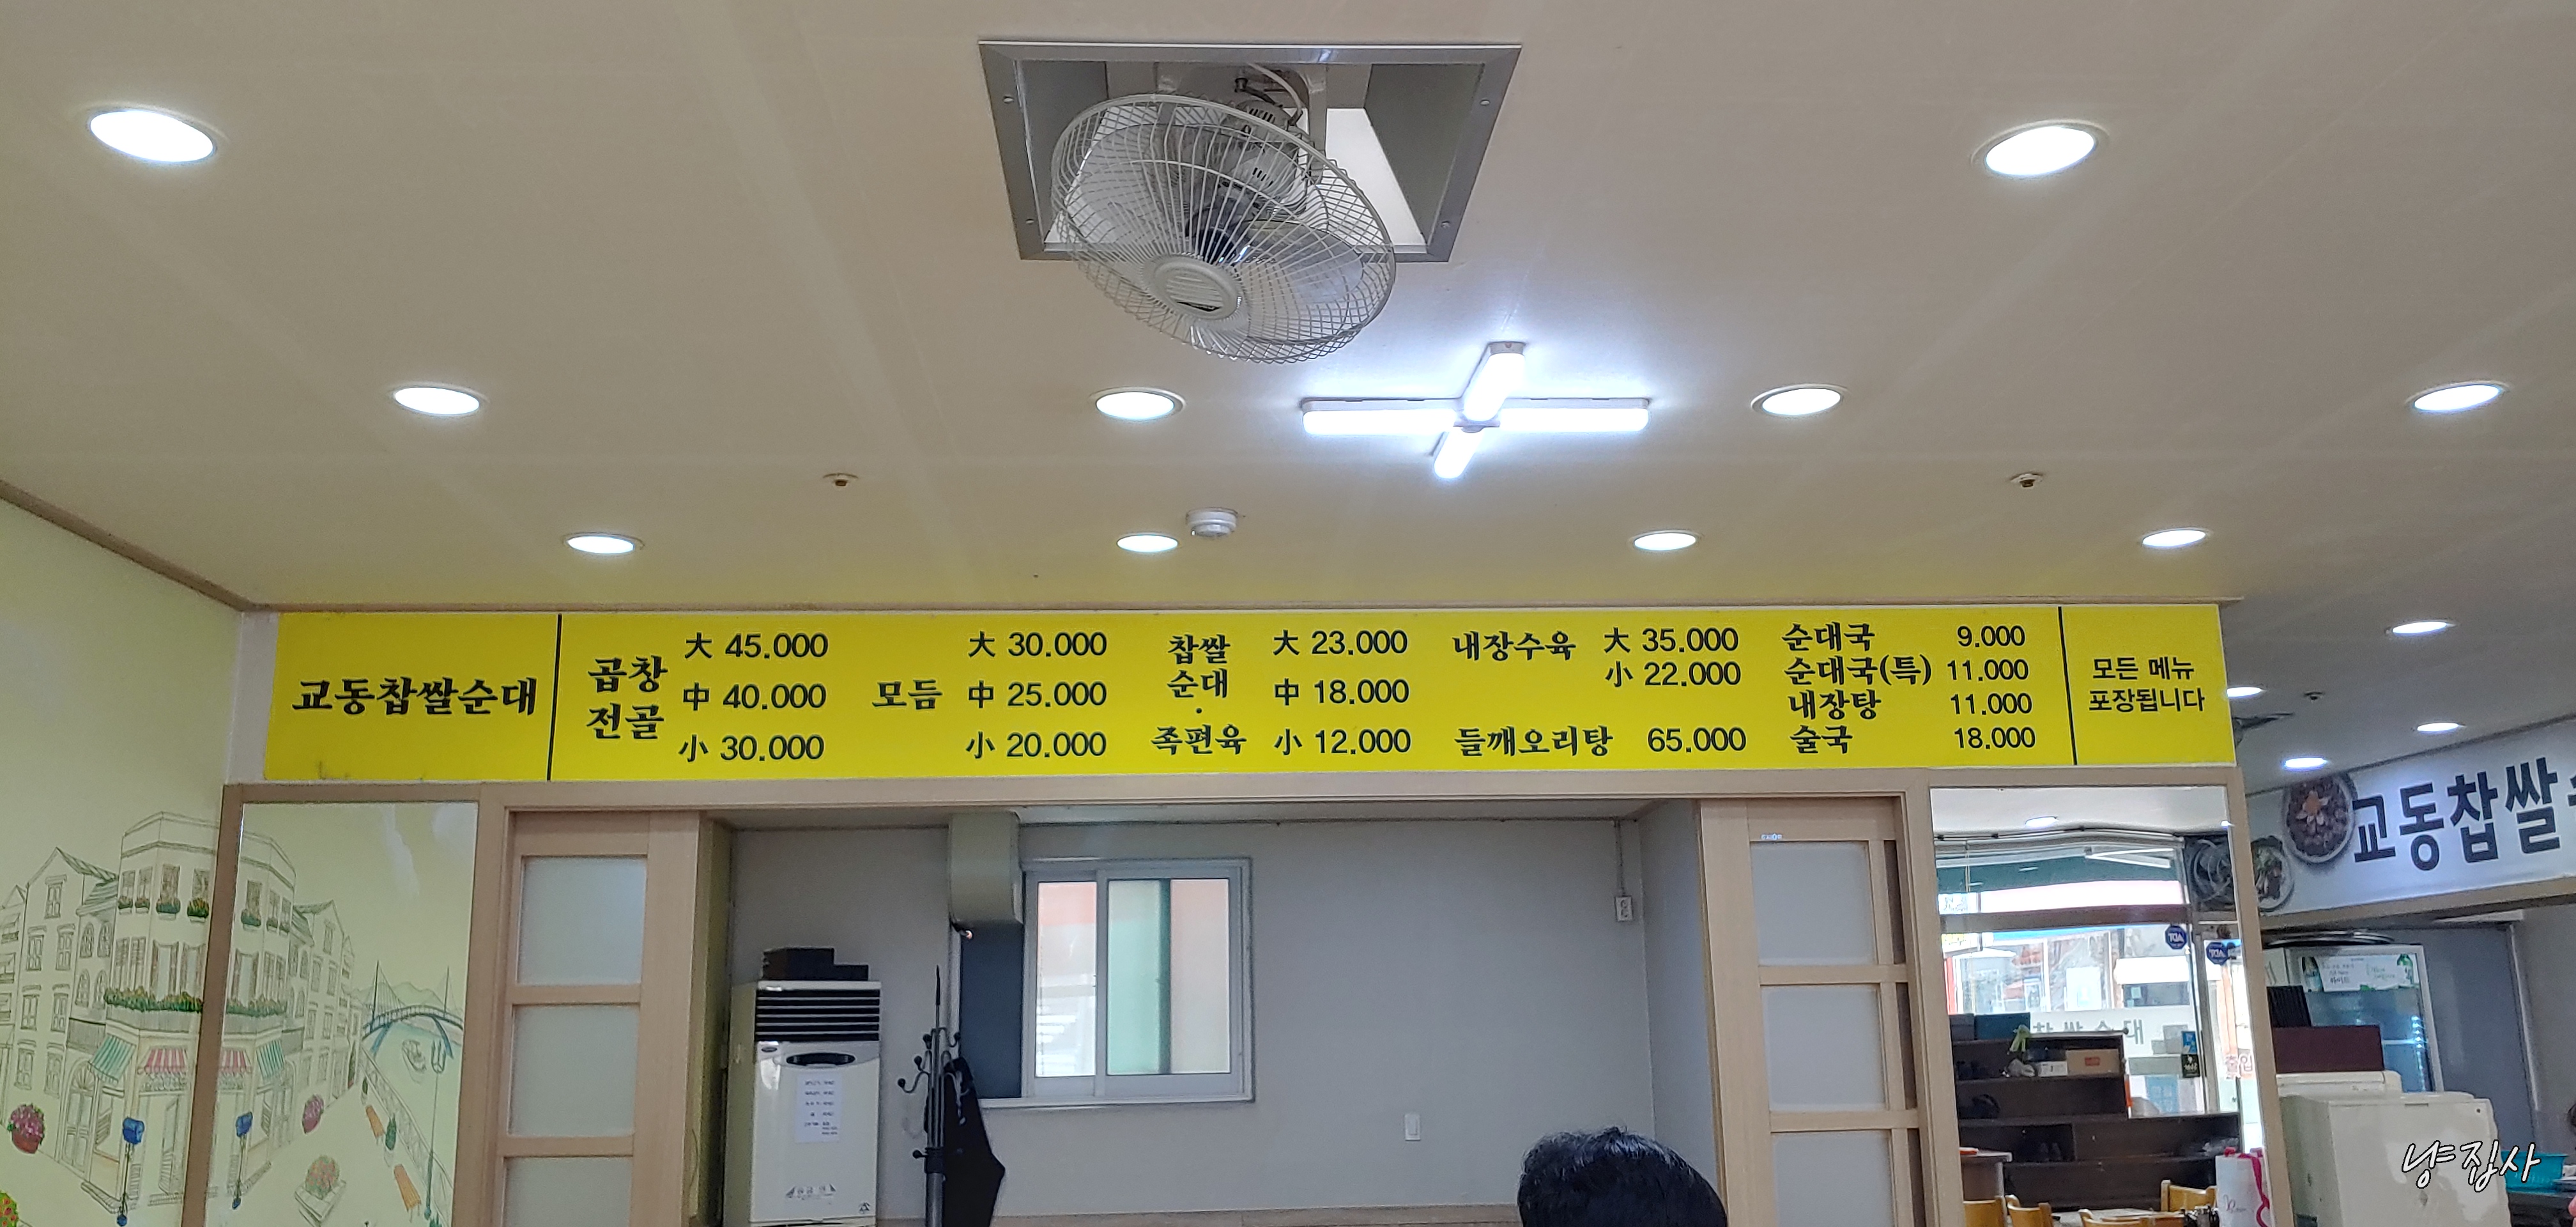 교동찹쌀순대
곱창
전골
大 45.000
中 40.000
小 30.000
모듬
大 30.000
中 25.000
小 20.000
찹쌀
순대
·
족편육
大 23.000
中 18.000
小 12.000
내장수육 大 35.000
小 22.000
들깨오리탕 65.000
순대국 9.000
순대국(특) 11.000
내장탕 11.000
술국 18.000
모든 메뉴
포장됩니다
교동찹쌀
냥집사